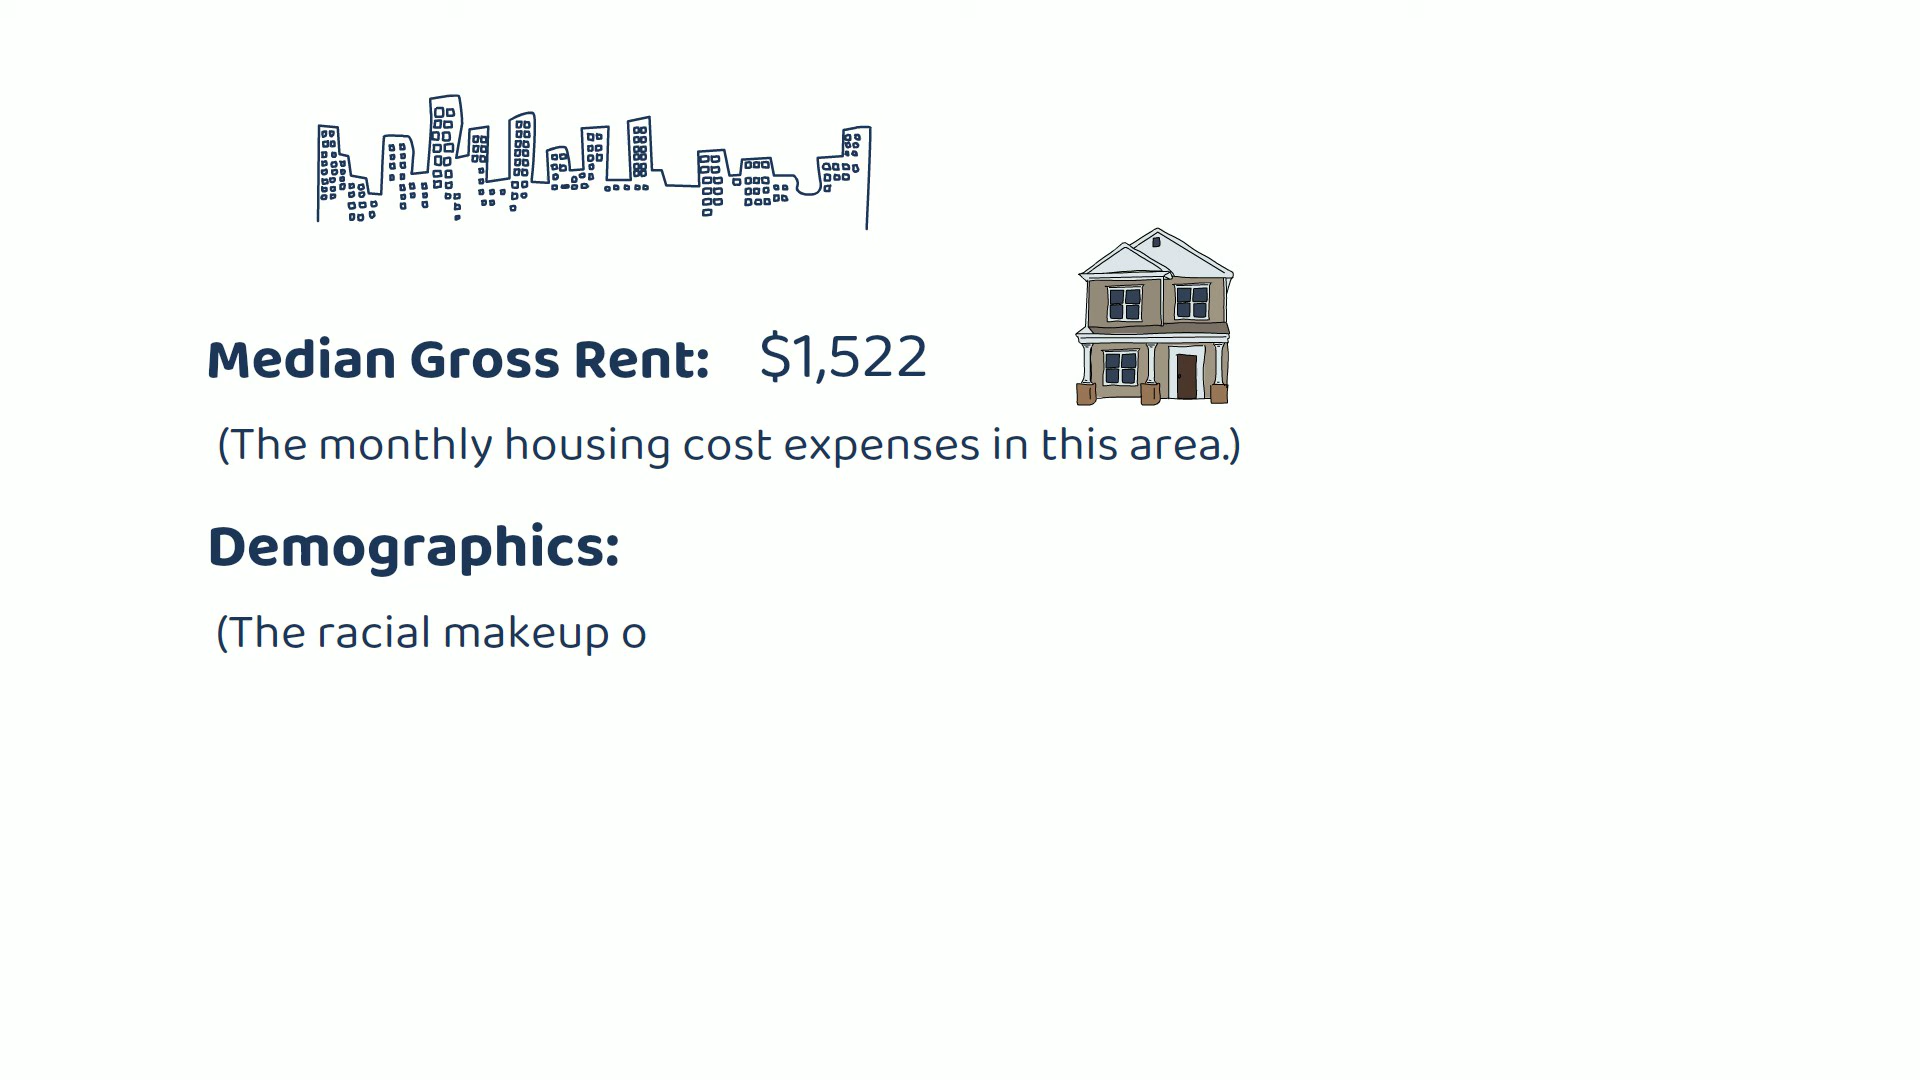 Median Gross Rent: $1,522
(The monthly housing cost expenses in this area.)
Demographics:
(The racial makeup o